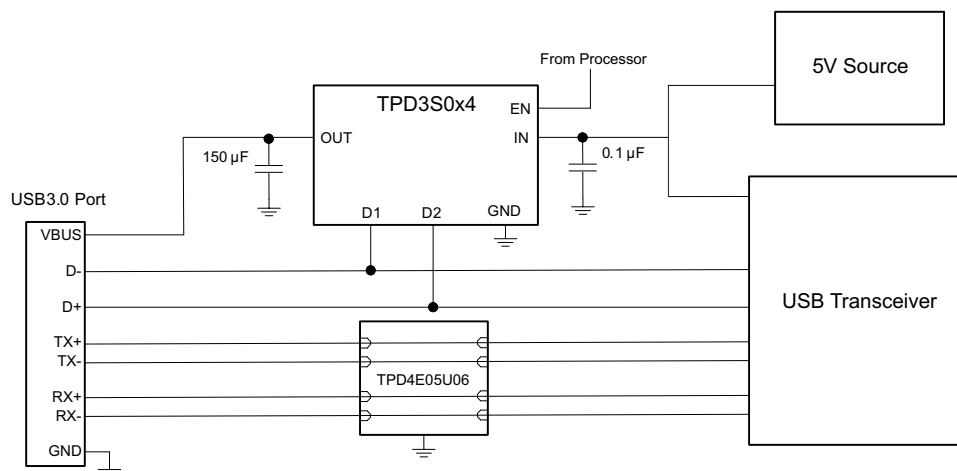 5V Source
From Processor
TPD3S0x4
EN
OUT
IN
150 µF
0.1 µF
USB3.0 Port
D1
D2
GND
VBUS
D-
D+
USB Transceiver
TX+
TX-
TPD4E05U06
RX+
RX-
GND